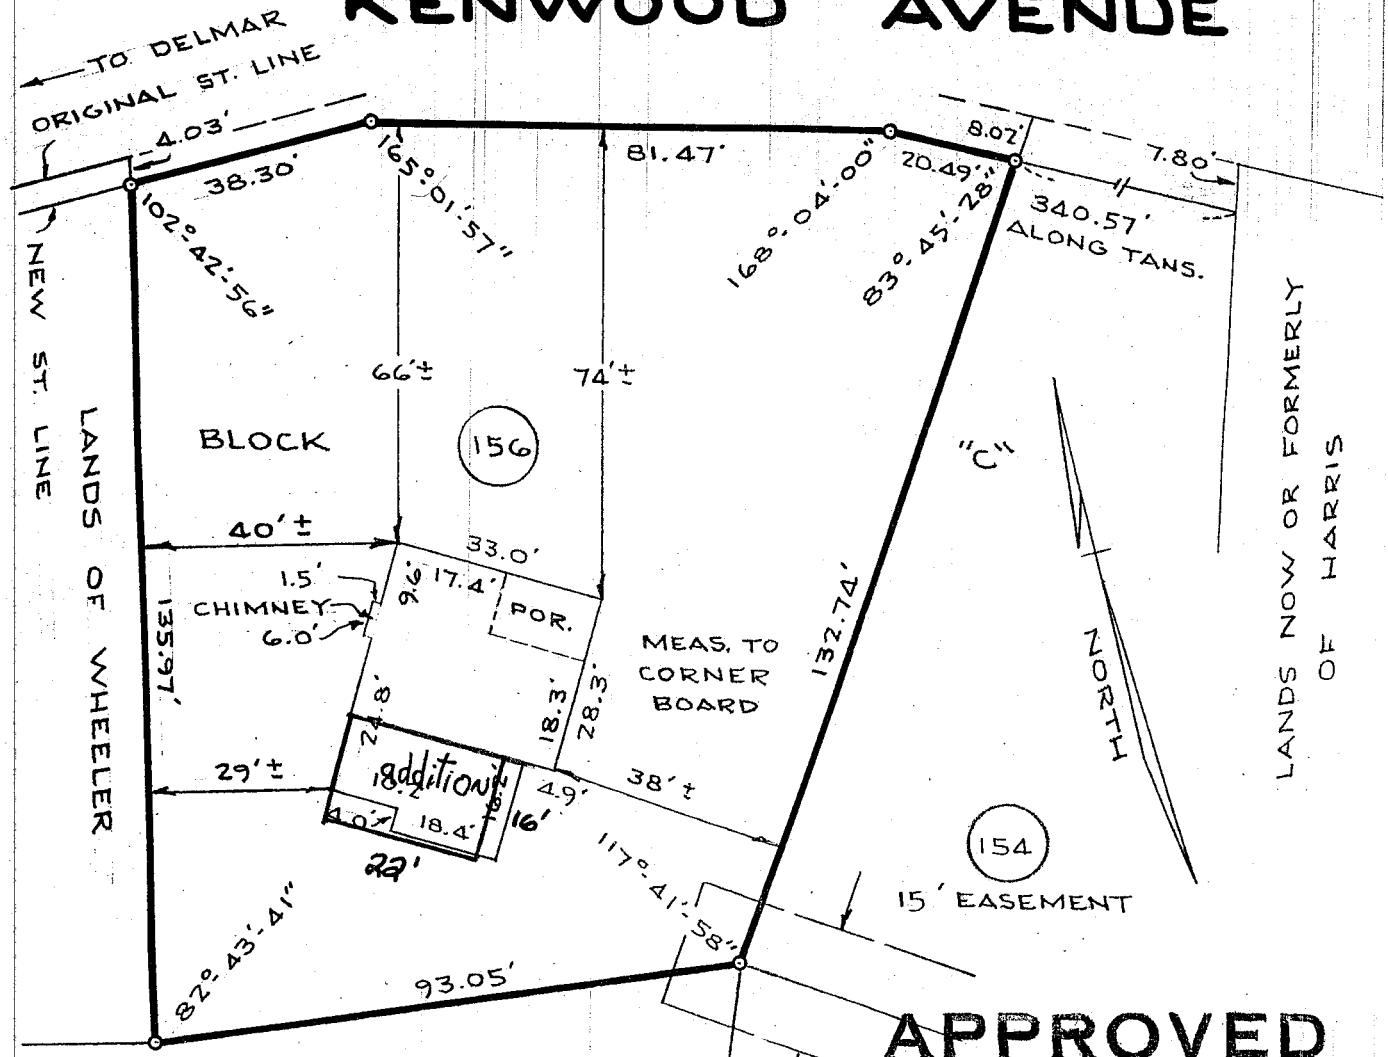 KENWOOD AVENUE
TO DELMAR
ORIGINAL ST. LINE
4.03'
38.30'
81.47'
20.49'
8.02'
7.80'
340.57'
ALONG TANS.
102°-42'-56"
165°-01'-57"
168°-04'-00"
83°-45'-28"
NEW ST. LINE
LANDS OF WHEELER
66'±
74'±
BLOCK
156
"C"
40'±
33.0'
17.4'
9.6'
1.5'
CHIMNEY
6.0'
POR.
135.97'
132.74'
MEAS. TO
CORNER
BOARD
24.8'
18.3'
28.3'
29'±
addition
18.2'
4.9'
38'±
4.0'
18.4'
16'
22'
117°-41'-58"
82°-43'-41"
93.05'
NORTH
LANDS NOW OR FORMERLY
OF HARRIS
154
15' EASEMENT
APPROVED